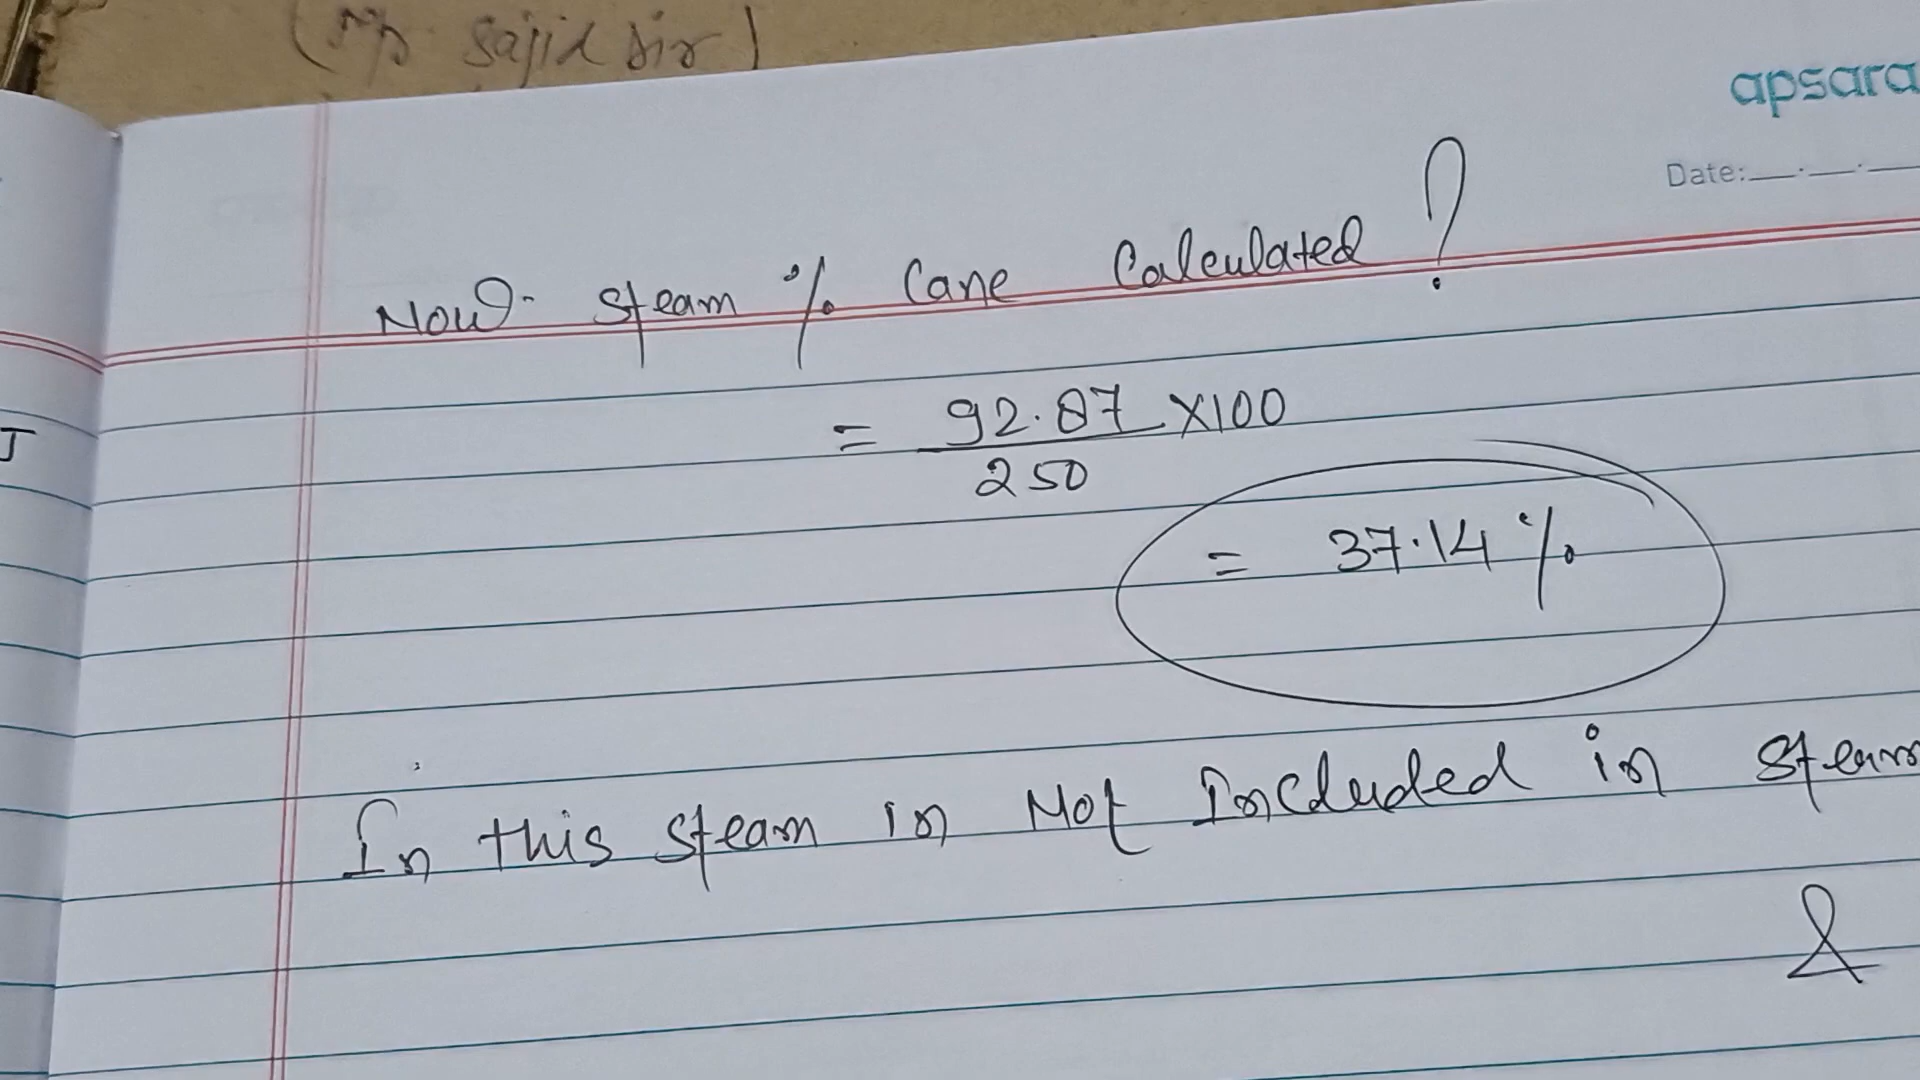 Sajid sir)
apsara
Date:
Now steam % Cane Calculated ?
= 92.87 X100
250
= 37.14 %
In this steam in Not Included in steam
&
J